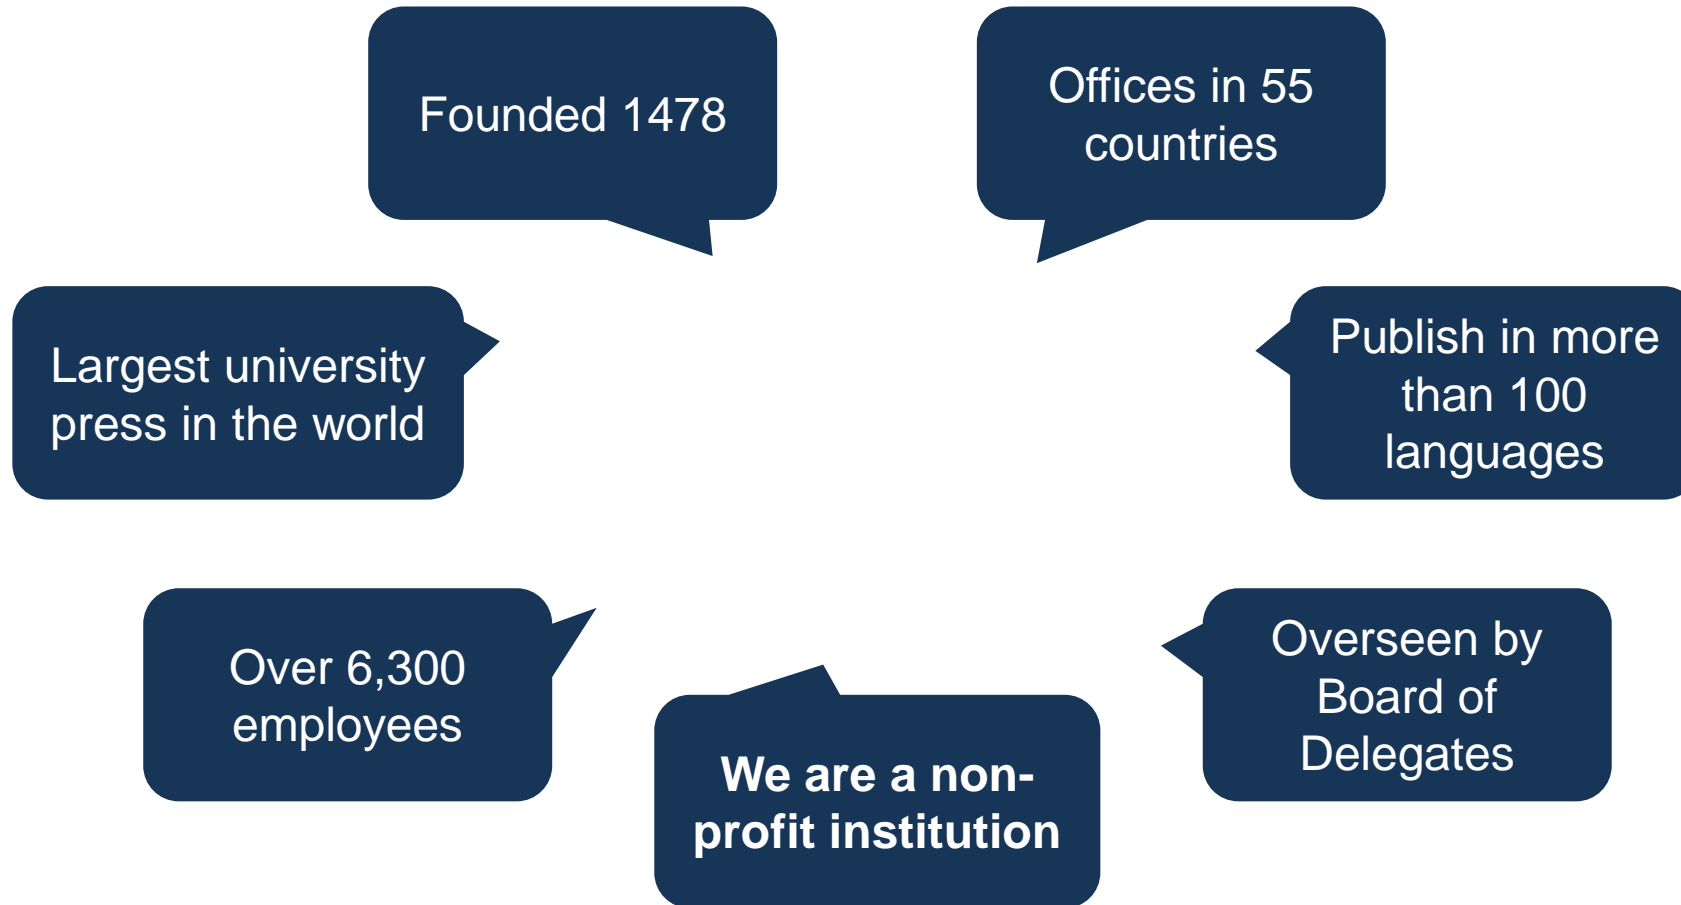 Founded 1478
Offices in 55
countries
Largest university
press in the world
Publish in more
than 100
languages
Over 6,300
employees
Overseen by
Board of
Delegates
We are a non-
profit institution